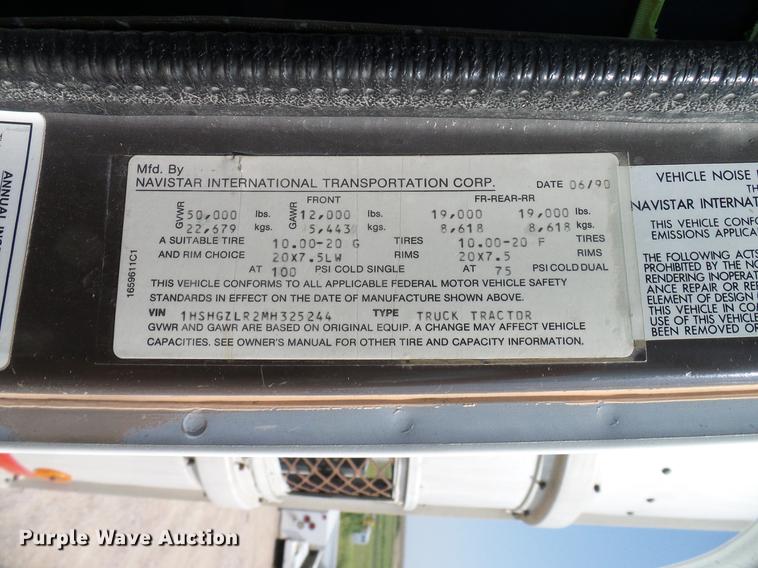 Mfd. By
NAVISTAR INTERNATIONAL TRANSPORTATION CORP. DATE 06/90
FRONT FR-REAR-RR
GVWR 50,000 lbs. GAWR 12,000 lbs. 19,000 19,000 lbs.
22,679 kgs. 5,443 kgs. 8,618 8,618 kgs.
A SUITABLE TIRE 10.00-20 G TIRES 10.00-20 F TIRES
AND RIM CHOICE 20X7.5LW RIMS 20X7.5 RIMS
AT 100 PSI COLD SINGLE AT 75 PSI COLD DUAL
THIS VEHICLE CONFORMS TO ALL APPLICABLE FEDERAL MOTOR VEHICLE SAFETY
STANDARDS IN EFFECT ON THE DATE OF MANUFACTURE SHOWN ABOVE.
VIN 1HSHGZLR2MH325244 TYPE TRUCK TRACTOR
GVWR AND GAWR ARE BASED ON ORIGINAL EQUIP. A CHANGE MAY AFFECT VEHICLE
CAPACITIES. SEE OWNER'S MANUAL FOR OTHER TIRE AND CAPACITY INFORMATION.
1659611C1
ANNUAL
VEHICLE NOISE
NAVISTAR
THIS VEHICLE
EMISSIONS
THE FOLLOWING ACTS
PROHIBITED BY THE
RENDERING
ANCE REPAIR OR
ELEMENT OF DESIGN
THIS VEHICLE IN
USE OF THIS
BEEN REMOVED OR
Purple Wave Auction